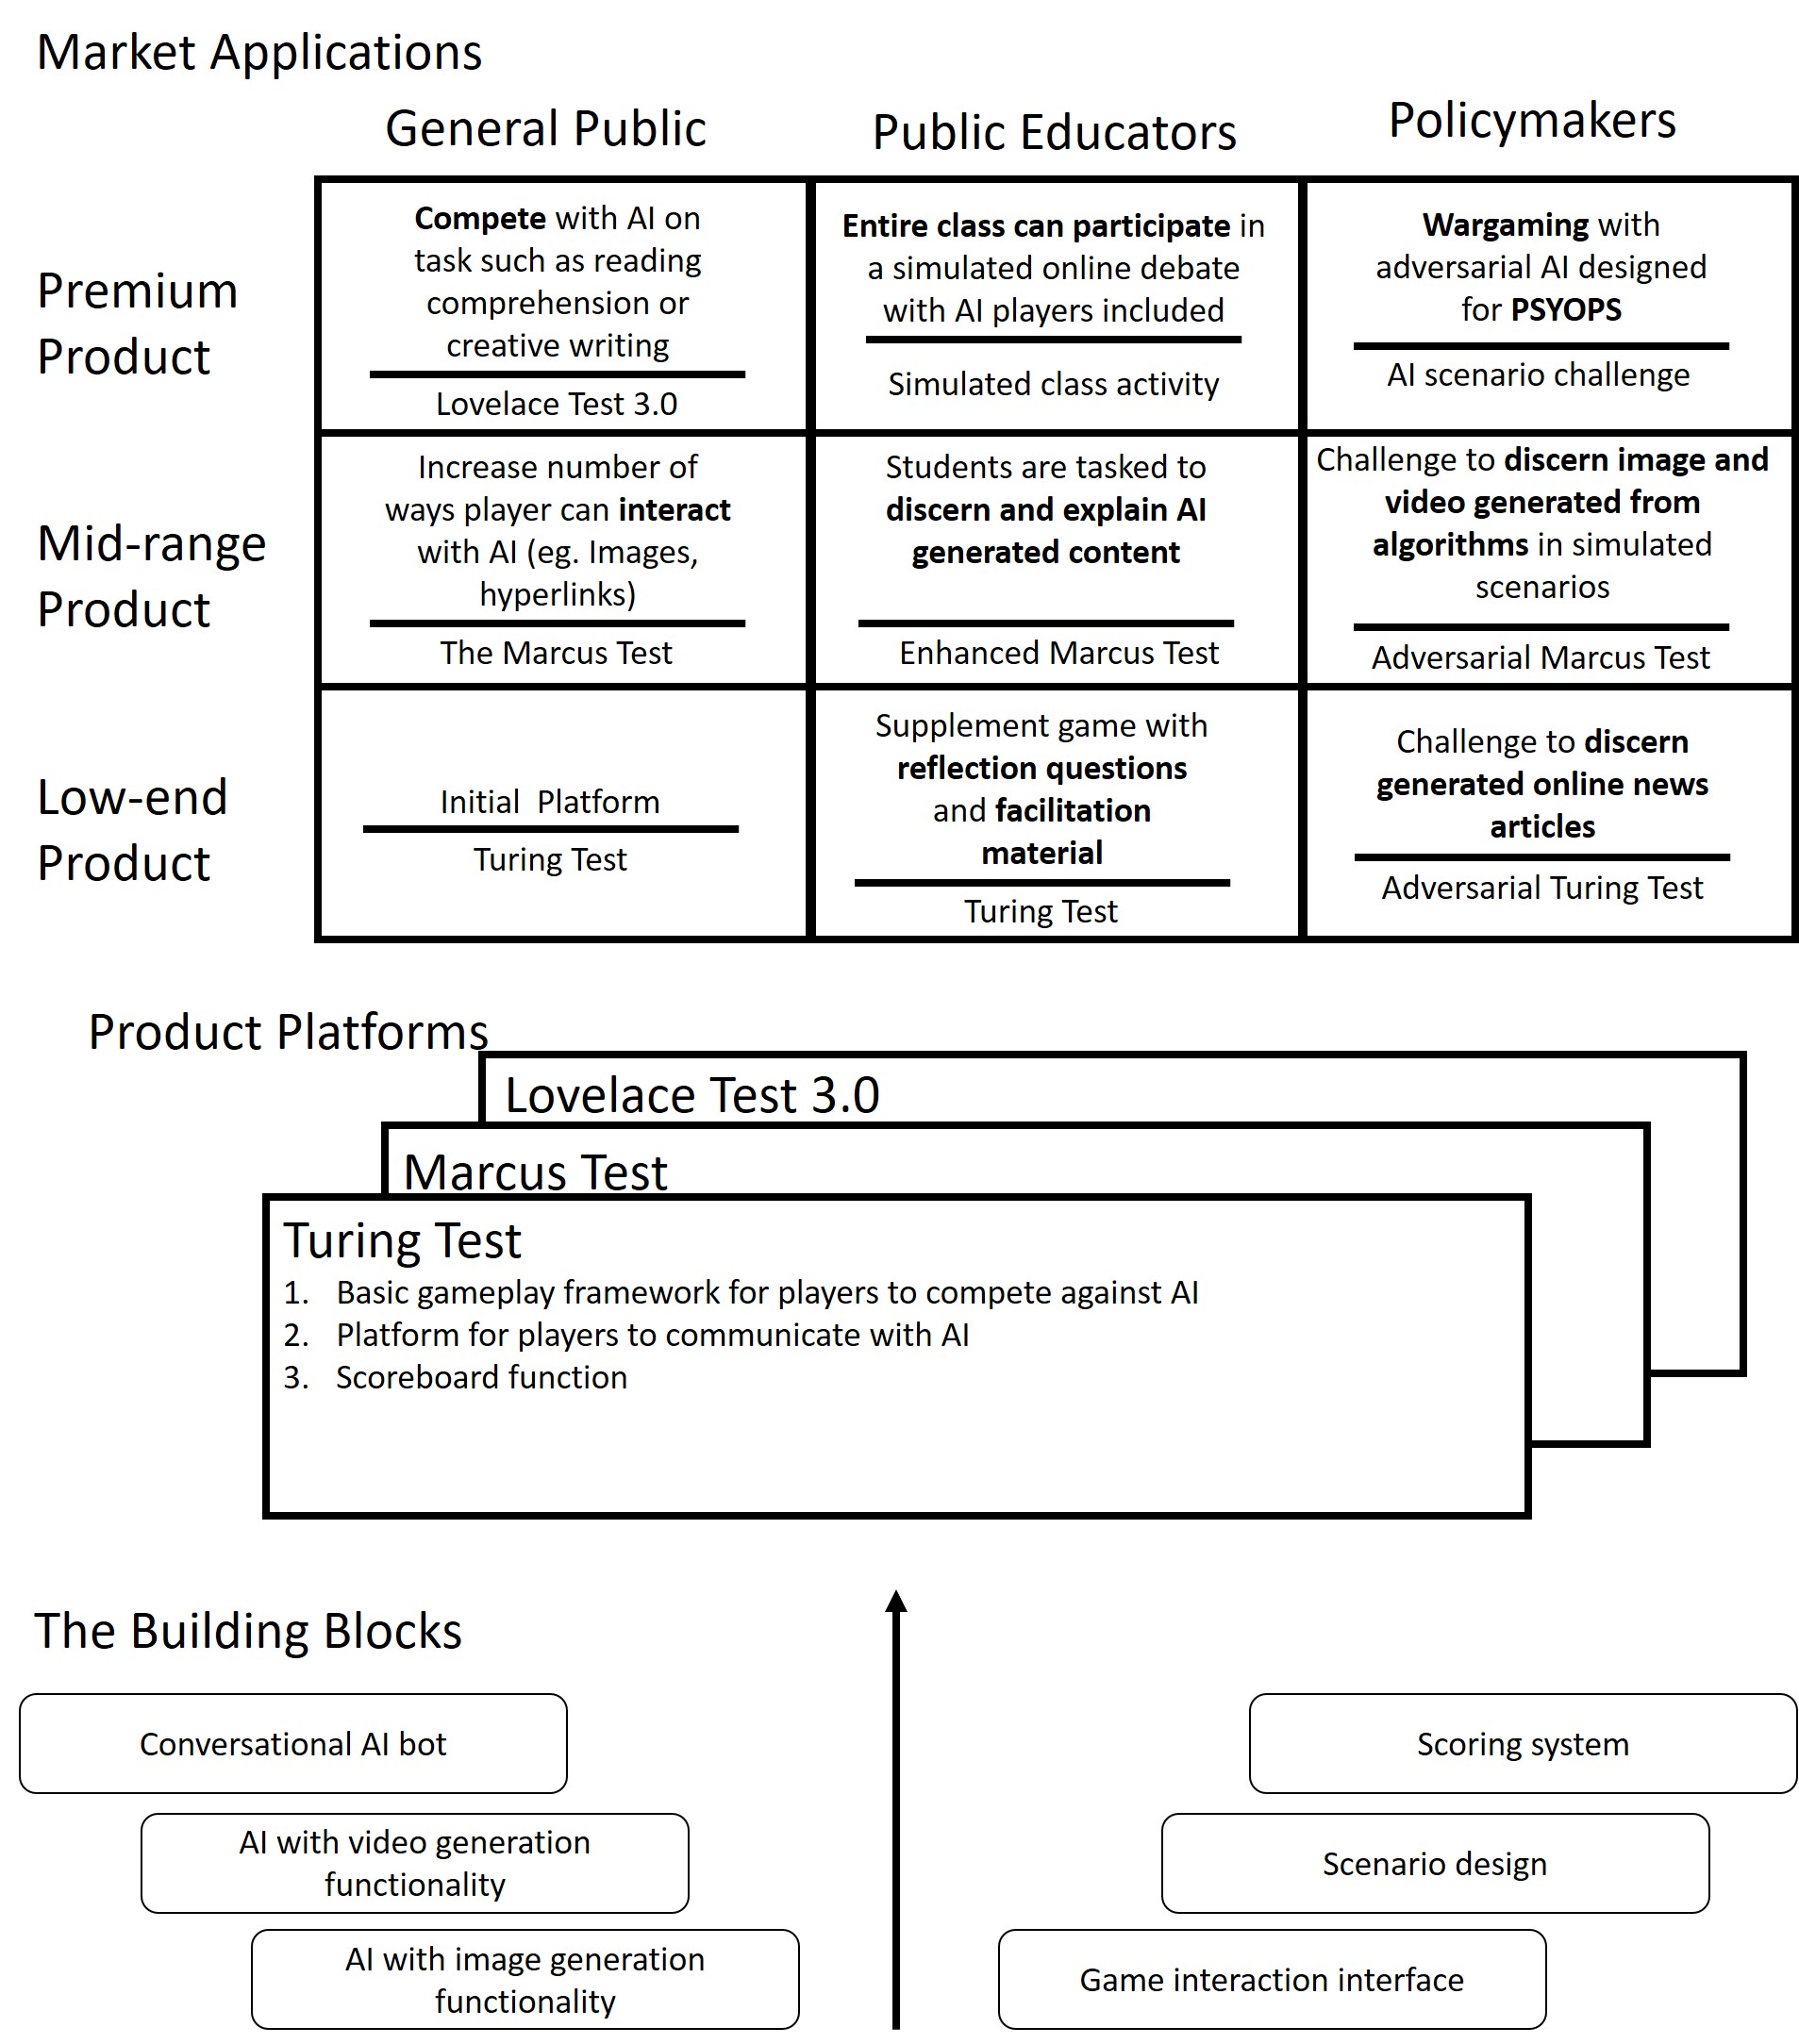 Market Applications
General Public
Public Educators
Policymakers
Premium
Product
Compete with AI on
task such as reading
comprehension or
creative writing
Lovelace Test 3.0
Entire class can participate in
a simulated online debate
with AI players included
Simulated class activity
Wargaming with
adversarial AI designed
for PSYOPS
AI scenario challenge
Mid-range
Product
Increase number of
ways player can interact
with AI (eg. Images,
hyperlinks)
The Marcus Test
Students are tasked to
discern and explain AI
generated content
Enhanced Marcus Test
Challenge to discern image and
video generated from
algorithms in simulated
scenarios
Adversarial Marcus Test
Low-end
Product
Initial Platform
Turing Test
Supplement game with
reflection questions
and facilitation
material
Turing Test
Challenge to discern
generated online news
articles
Adversarial Turing Test
Product Platforms
Lovelace Test 3.0
Marcus Test
Turing Test
1. Basic gameplay framework for players to compete against AI
2. Platform for players to communicate with AI
3. Scoreboard function
The Building Blocks
Conversational AI bot
AI with video generation
functionality
AI with image generation
functionality
Scoring system
Scenario design
Game interaction interface